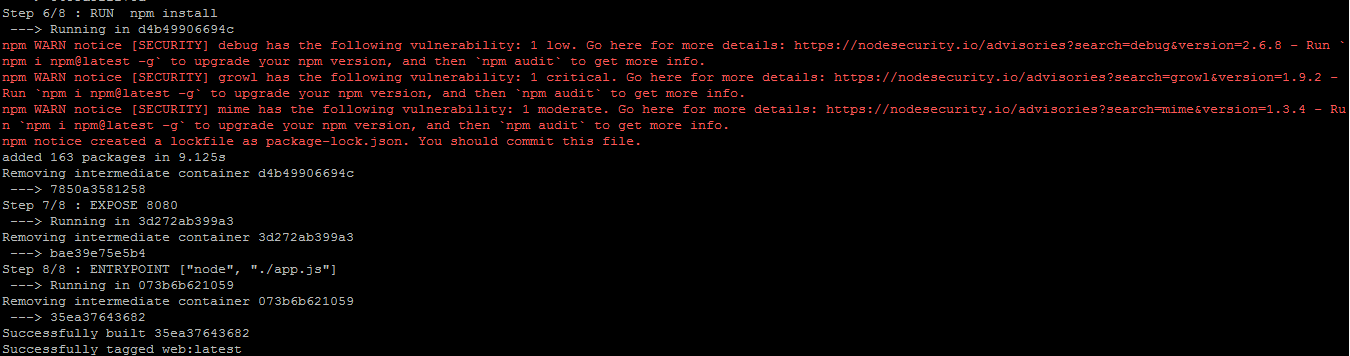 Step 6/8 : RUN  npm install
 ---> Running in d4b49906694c
npm WARN notice [SECURITY] debug has the following vulnerability: 1 low. Go here for more details: https://nodesecurity.io/advisories?search=debug&version=2.6.8 - Run `
npm i npm@latest -g` to upgrade your npm version, and then `npm audit` to get more info.
npm WARN notice [SECURITY] growl has the following vulnerability: 1 critical. Go here for more details: https://nodesecurity.io/advisories?search=growl&version=1.9.2 -
Run `npm i npm@latest -g` to upgrade your npm version, and then `npm audit` to get more info.
npm WARN notice [SECURITY] mime has the following vulnerability: 1 moderate. Go here for more details: https://nodesecurity.io/advisories?search=mime&version=1.3.4 - Ru
n `npm i npm@latest -g` to upgrade your npm version, and then `npm audit` to get more info.
npm notice created a lockfile as package-lock.json. You should commit this file.
added 163 packages in 9.125s
Removing intermediate container d4b49906694c
 ---> 7850a3581258
Step 7/8 : EXPOSE 8080
 ---> Running in 3d272ab399a3
Removing intermediate container 3d272ab399a3
 ---> bae39e75e5b4
Step 8/8 : ENTRYPOINT ["node", "./app.js"]
 ---> Running in 073b6b621059
Removing intermediate container 073b6b621059
 ---> 35ea37643682
Successfully built 35ea37643682
Successfully tagged web:latest